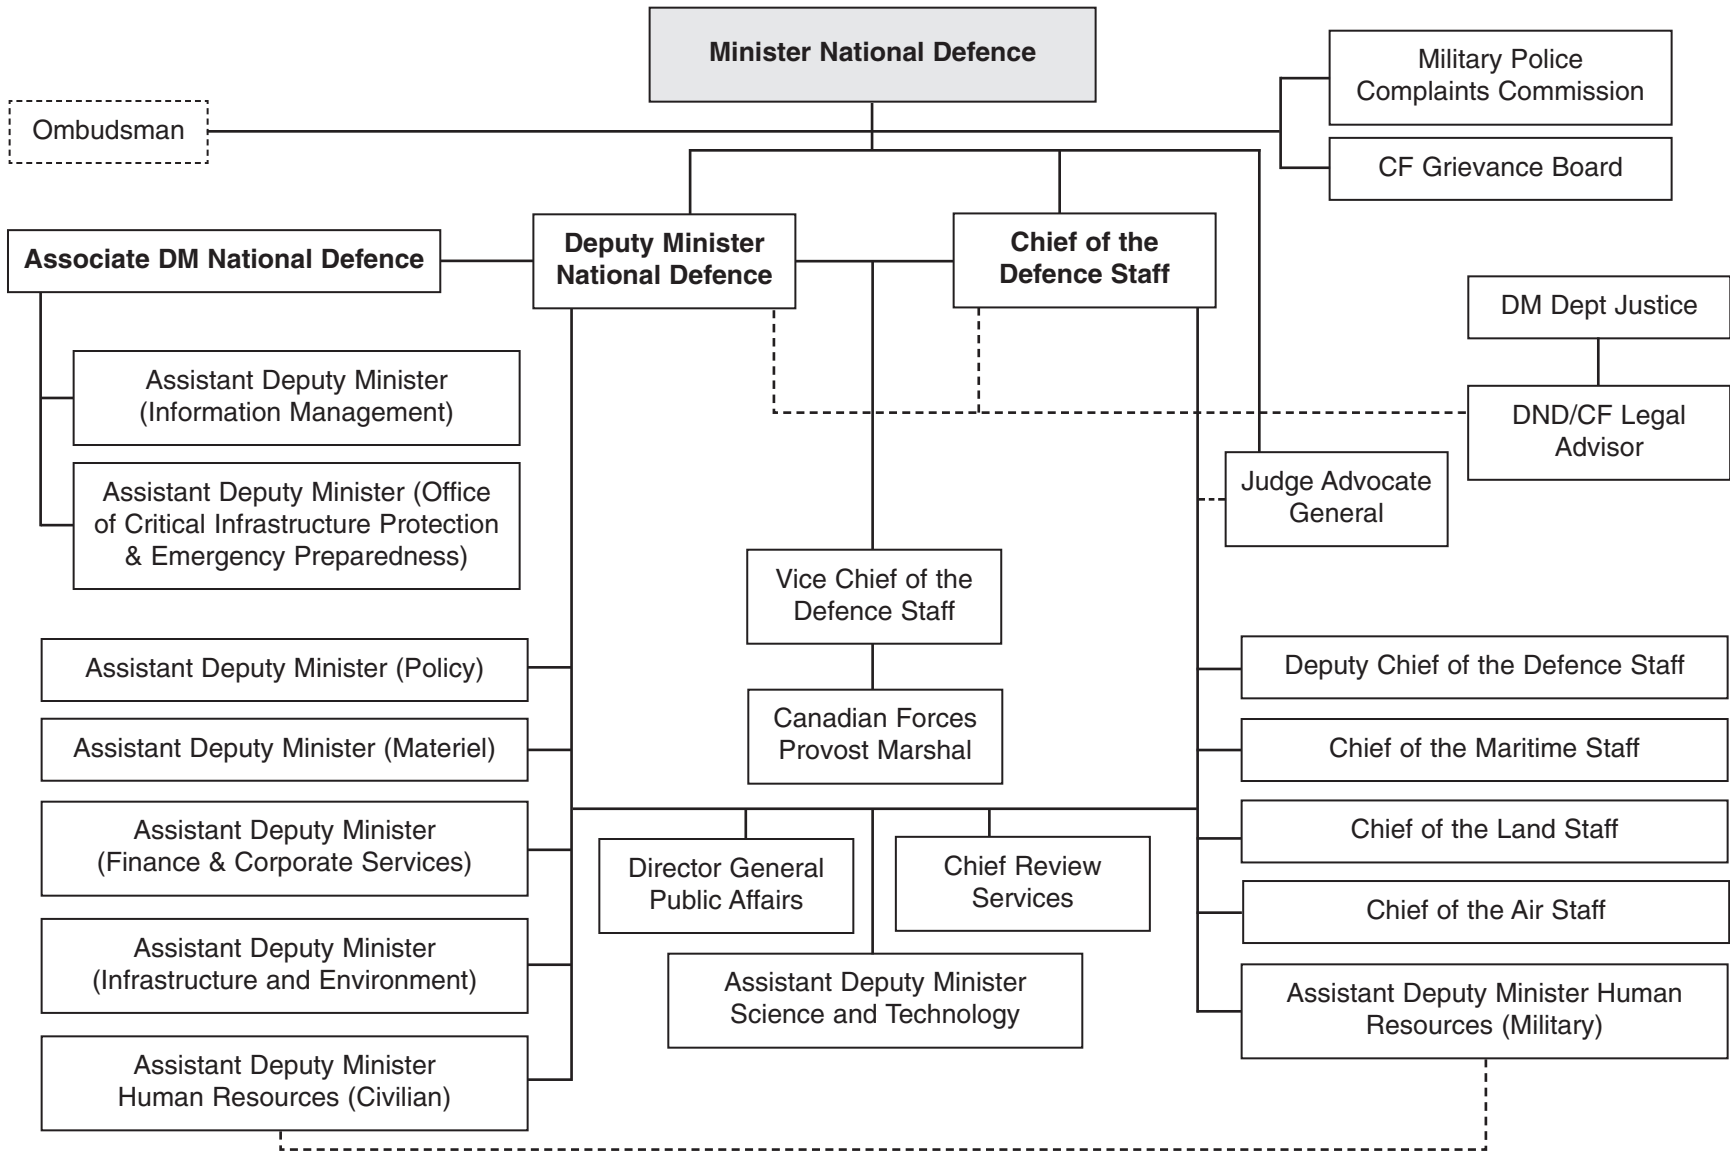 Minister National Defence
Military Police
Complaints Commission
Ombudsman
CF Grievance Board
Associate DM National Defence
Deputy Minister
National Defence
Chief of the
Defence Staff
DM Dept Justice
DND/CF Legal
Advisor
Assistant Deputy Minister
(Information Management)
Judge Advocate
General
Assistant Deputy Minister (Office
of Critical Infrastructure Protection
& Emergency Preparedness)
Vice Chief of the
Defence Staff
Assistant Deputy Minister (Policy)
Deputy Chief of the Defence Staff
Canadian Forces
Provost Marshal
Assistant Deputy Minister (Materiel)
Chief of the Maritime Staff
Assistant Deputy Minister
(Finance & Corporate Services)
Director General
Public Affairs
Chief Review
Services
Chief of the Land Staff
Chief of the Air Staff
Assistant Deputy Minister
(Infrastructure and Environment)
Assistant Deputy Minister
Science and Technology
Assistant Deputy Minister Human
Resources (Military)
Assistant Deputy Minister
Human Resources (Civilian)